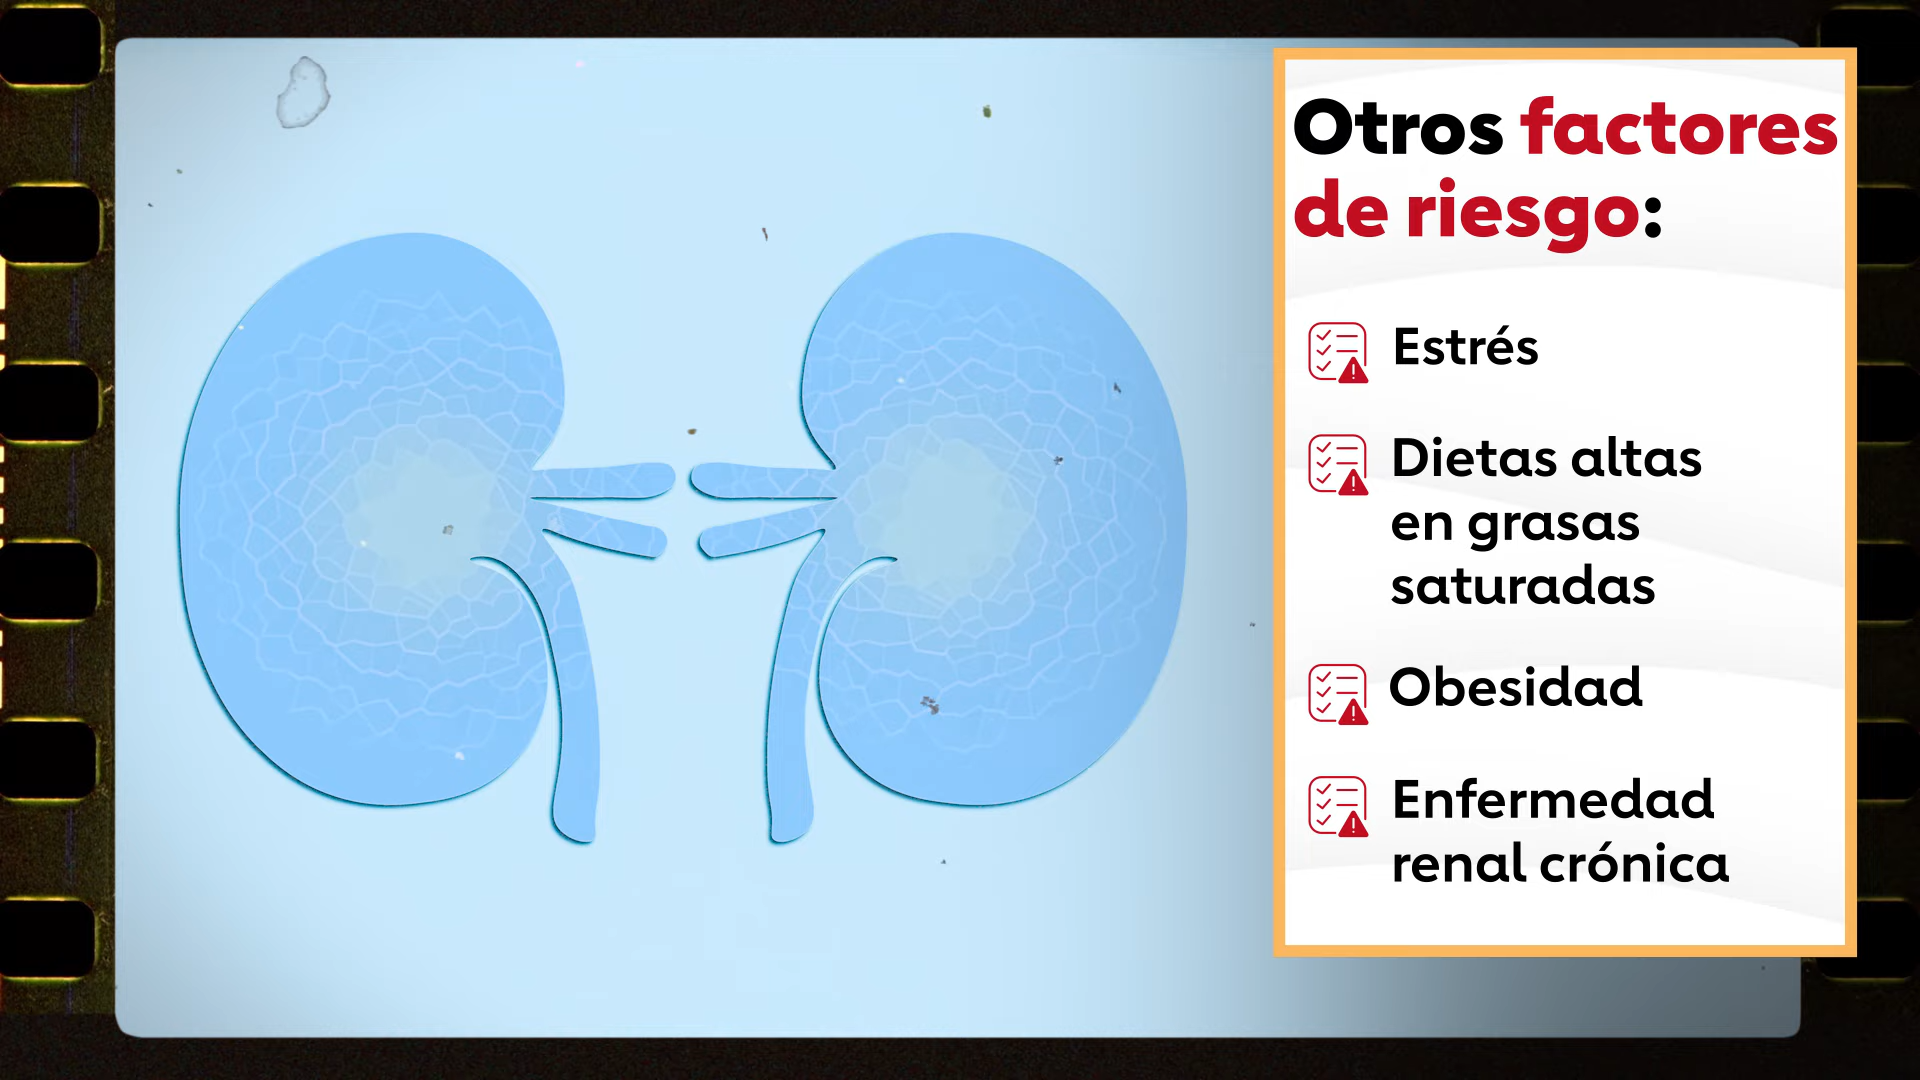 Otros factores
de riesgo:
Estrés
Dietas altas
en grasas
saturadas
Obesidad
Enfermedad
renal crónica